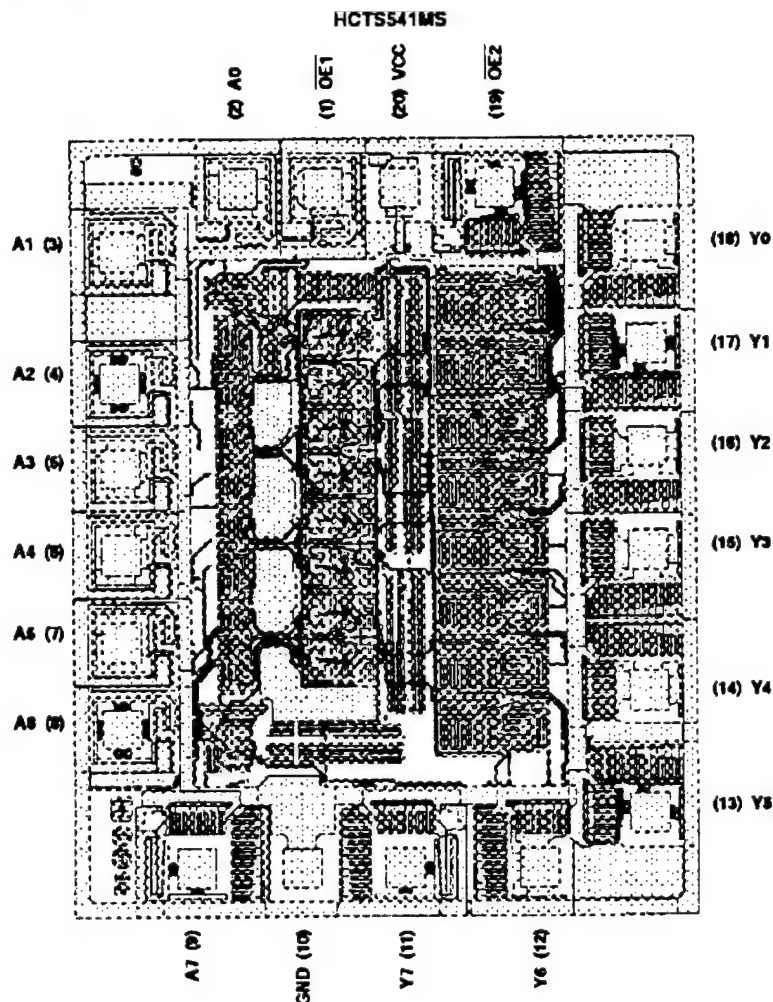 HCTS541MS
(2) A0
(1) O̅E̅1̅
(20) VCC
(19) O̅E̅2̅
A1 (3)
(18) Y0
(17) Y1
A2 (4)
(16) Y2
A3 (5)
(15) Y3
A4 (6)
A5 (7)
(14) Y4
A6 (8)
(13) Y5
A7 (9)
GND (10)
Y7 (11)
Y6 (12)